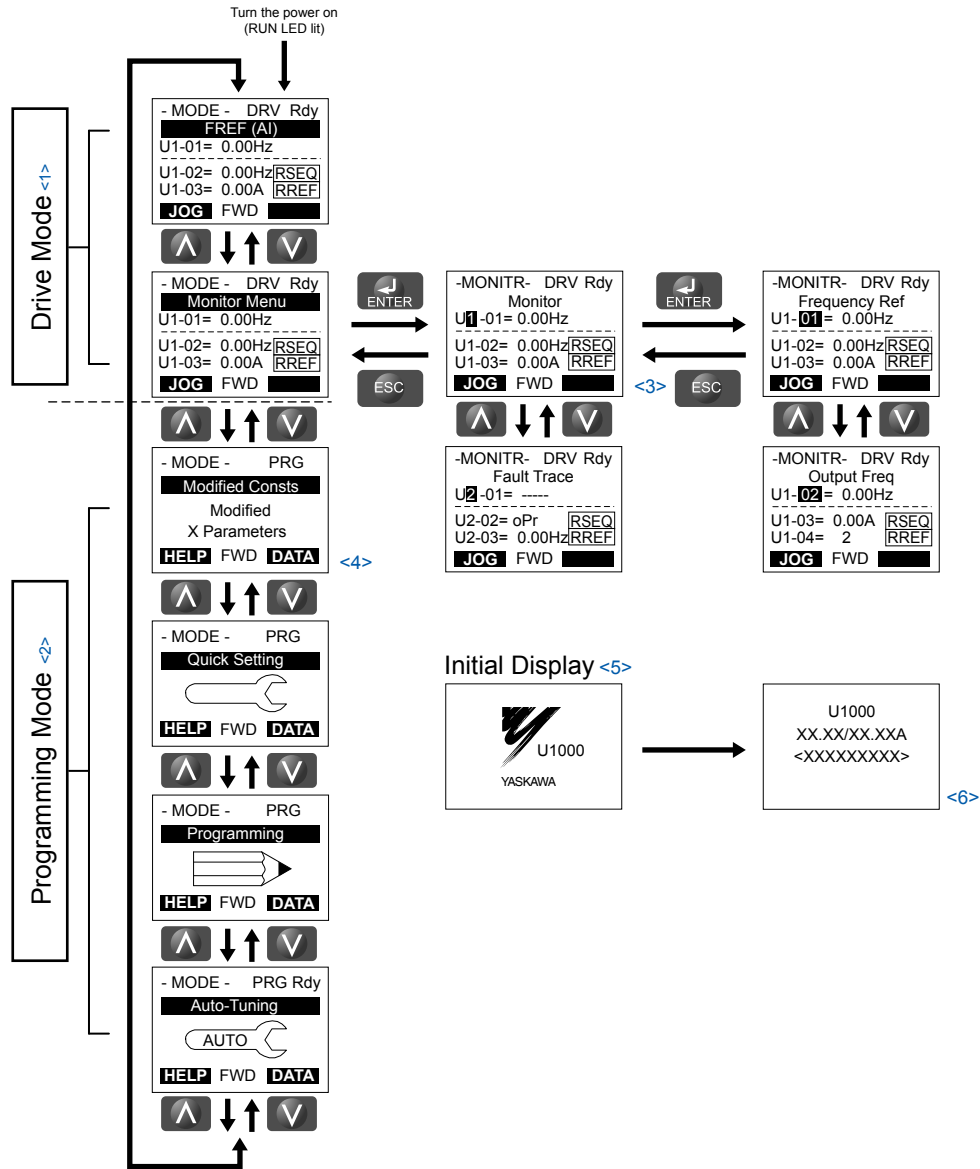 Turn the power on
(RUN LED lit)
Drive Mode <1>
- MODE - DRV Rdy
FREF (AI)
U1-01= 0.00Hz
U1-02= 0.00Hz RSEQ
U1-03= 0.00A RREF
JOG FWD
- MODE - DRV Rdy
Monitor Menu
U1-01= 0.00Hz
U1-02= 0.00Hz RSEQ
U1-03= 0.00A RREF
JOG FWD
ENTER
ESC
-MONITR- DRV Rdy
Monitor
U1 -01= 0.00Hz
U1-02= 0.00Hz RSEQ
U1-03= 0.00A RREF
JOG FWD
<3>
ENTER
ESC
-MONITR- DRV Rdy
Frequency Ref
U1- 01 = 0.00Hz
U1-02= 0.00Hz RSEQ
U1-03= 0.00A RREF
JOG FWD
-MONITR- DRV Rdy
Fault Trace
U2 -01= -----
U2-02= oPr RSEQ
U2-03= 0.00Hz RREF
JOG FWD
-MONITR- DRV Rdy
Output Freq
U1- 02 = 0.00Hz
U1-03= 0.00A RSEQ
U1-04= 2 RREF
JOG FWD
Programming Mode <2>
- MODE - PRG
Modified Consts
Modified
X Parameters
HELP FWD DATA
<4>
- MODE - PRG
Quick Setting
HELP FWD DATA
- MODE - PRG
Programming
HELP FWD DATA
- MODE - PRG Rdy
Auto-Tuning
AUTO
HELP FWD DATA
Initial Display <5>
U1000
YASKAWA
U1000
XX.XX/XX.XXA
<XXXXXXXXX>
<6>